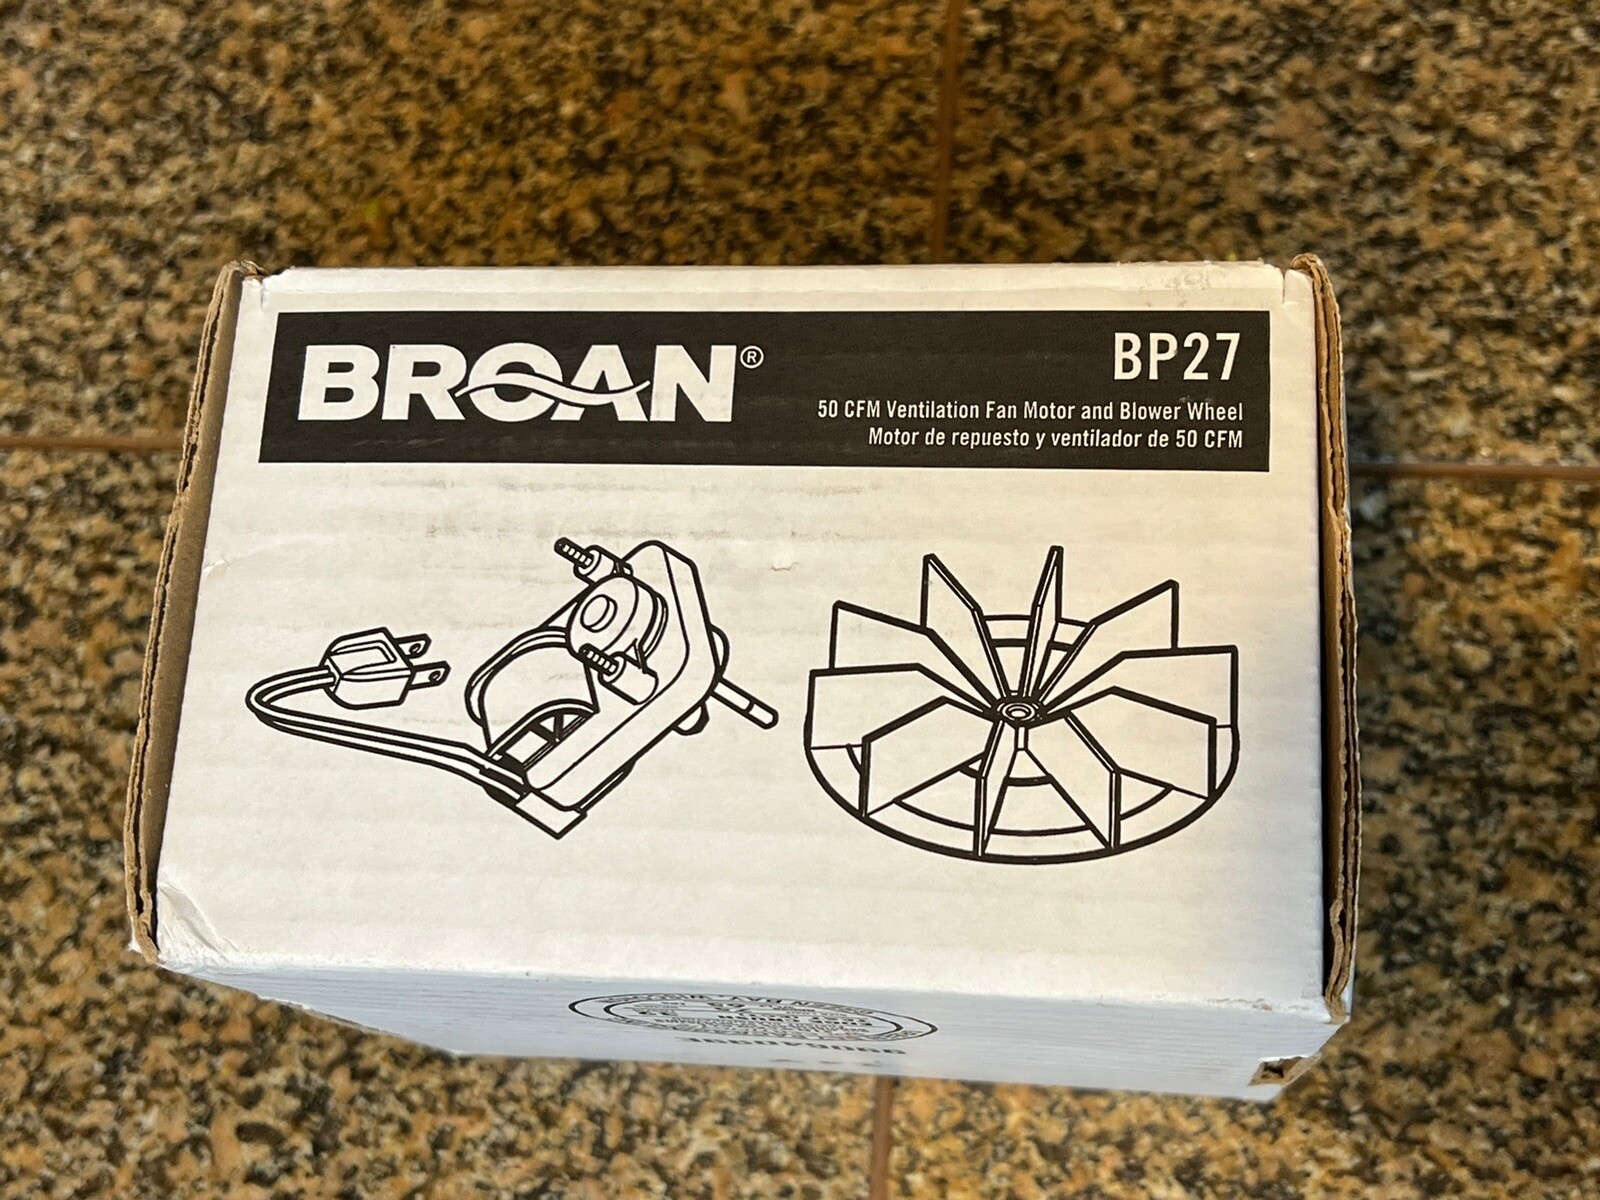 BROAN®
BP27
50 CFM Ventilation Fan Motor and Blower Wheel
Motor de repuesto y ventilador de 50 CFM